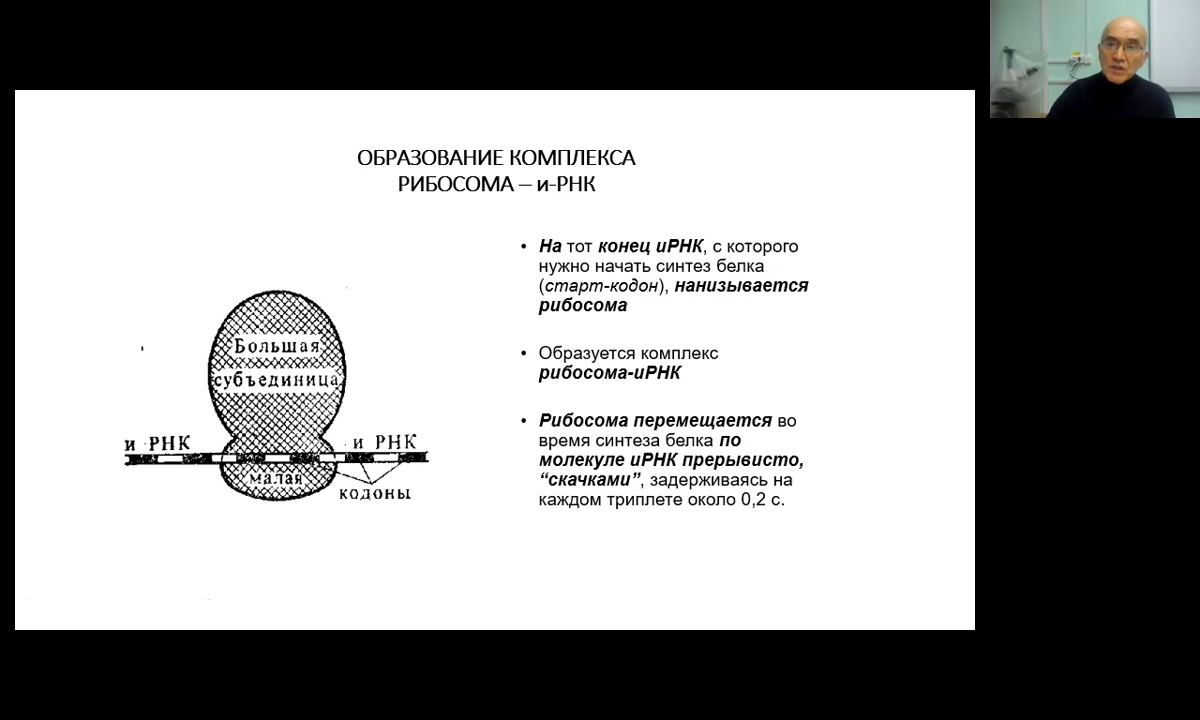 ОБРАЗОВАНИЕ КОМПЛЕКСА
РИБОСОМА – и-РНК
• На тот конец иРНК, с которого
нужно начать синтез белка
(старт-кодон), нанизывается
рибосома
• Образуется комплекс
рибосома-иРНК
• Рибосома перемещается во
время синтеза белка по
молекуле иРНК прерывисто,
“скачками”, задерживаясь на
каждом триплете около 0,2 с.
Большая
субъединица
и РНК
и РНК
малая
кодоны